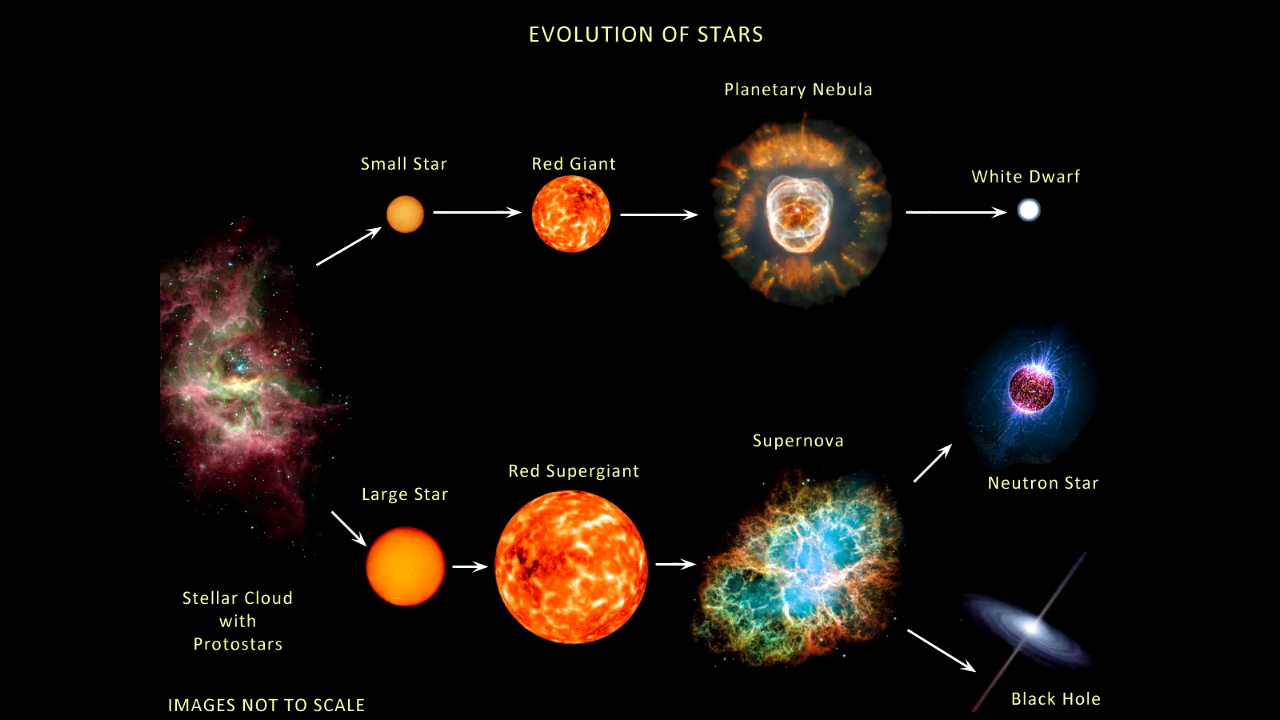 EVOLUTION OF STARS
Planetary Nebula
Small Star
Red Giant
White Dwarf
Supernova
Neutron Star
Red Supergiant
Large Star
Stellar Cloud
with
Protostars
Black Hole
IMAGES NOT TO SCALE